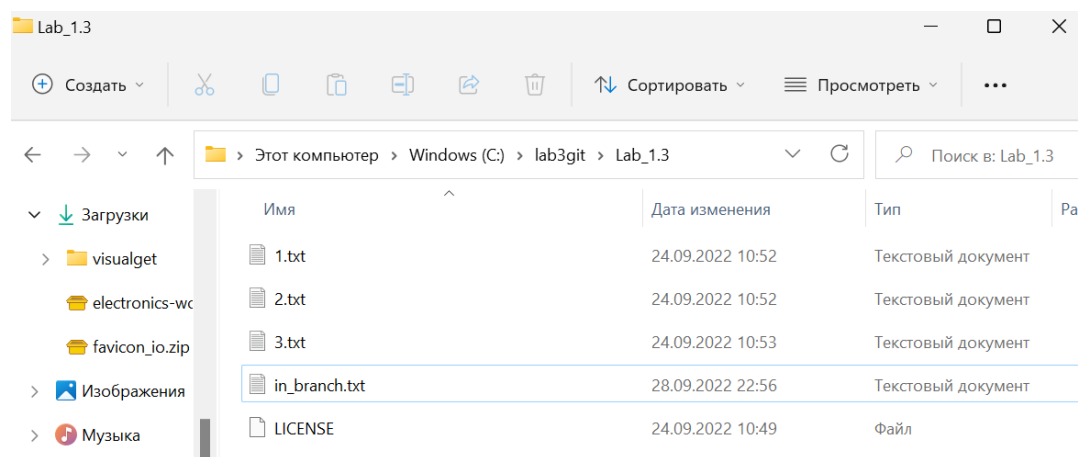 Lab_1.3
Создать Сортировать Просмотреть
Этот компьютер > Windows (C:) > lab3git > Lab_1.3 Поиск в: Lab_1.3
Загрузки
visualget
electronics-wo
favicon_io.zip
Изображения
Музыка
Имя Дата изменения Тип Ра
1.txt 24.09.2022 10:52 Текстовый документ
2.txt 24.09.2022 10:52 Текстовый документ
3.txt 24.09.2022 10:53 Текстовый документ
in_branch.txt 28.09.2022 22:56 Текстовый документ
LICENSE 24.09.2022 10:49 Файл